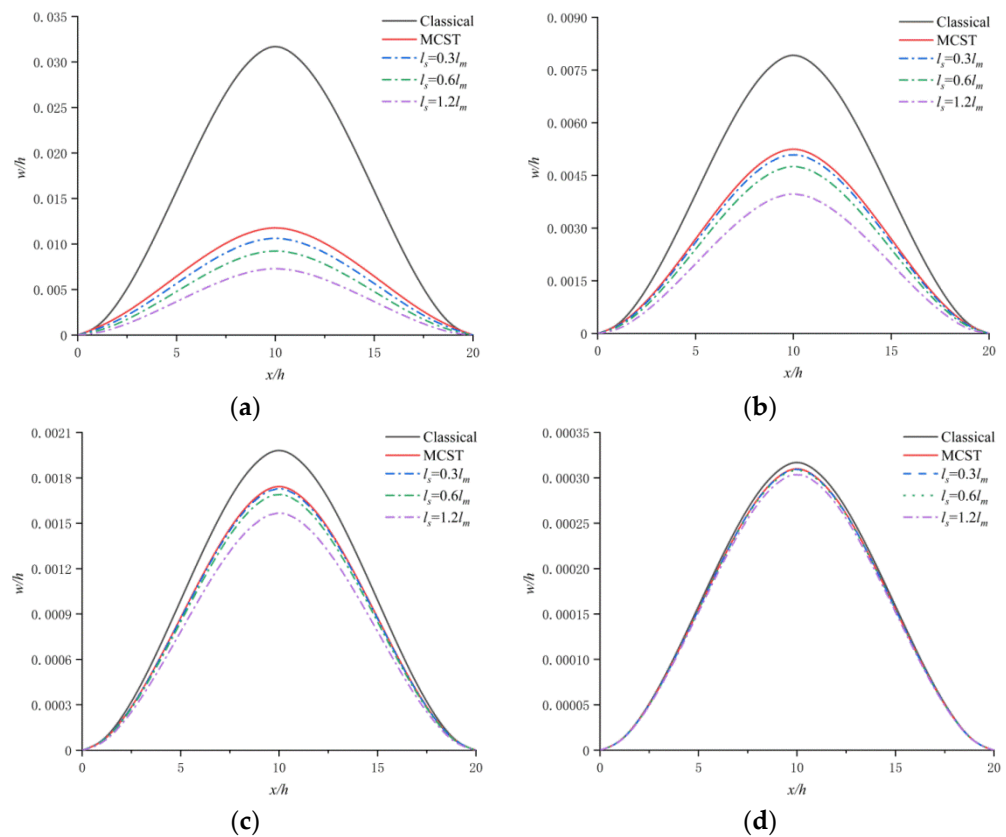 0.035
0.030
0.025
0.020
0.015
0.010
0.005
0
w/h
0
5
10
15
20
x/h
Classical
MCST
ls=0.3lm
ls=0.6lm
ls=1.2lm
(a)
0.0090
0.0075
0.0060
0.0045
0.0030
0.0015
0
w/h
0
5
10
15
20
x/h
Classical
MCST
ls=0.3lm
ls=0.6lm
ls=1.2lm
(b)
0.0021
0.0018
0.0015
0.0012
0.0009
0.0006
0.0003
0
w/h
0
5
10
15
20
x/h
Classical
MCST
ls=0.3lm
ls=0.6lm
ls=1.2lm
(c)
0.00035
0.00030
0.00025
0.00020
0.00015
0.00010
0.00005
0
w/h
0
5
10
15
20
x/h
Classical
MCST
ls=0.3lm
ls=0.6lm
ls=1.2lm
(d)